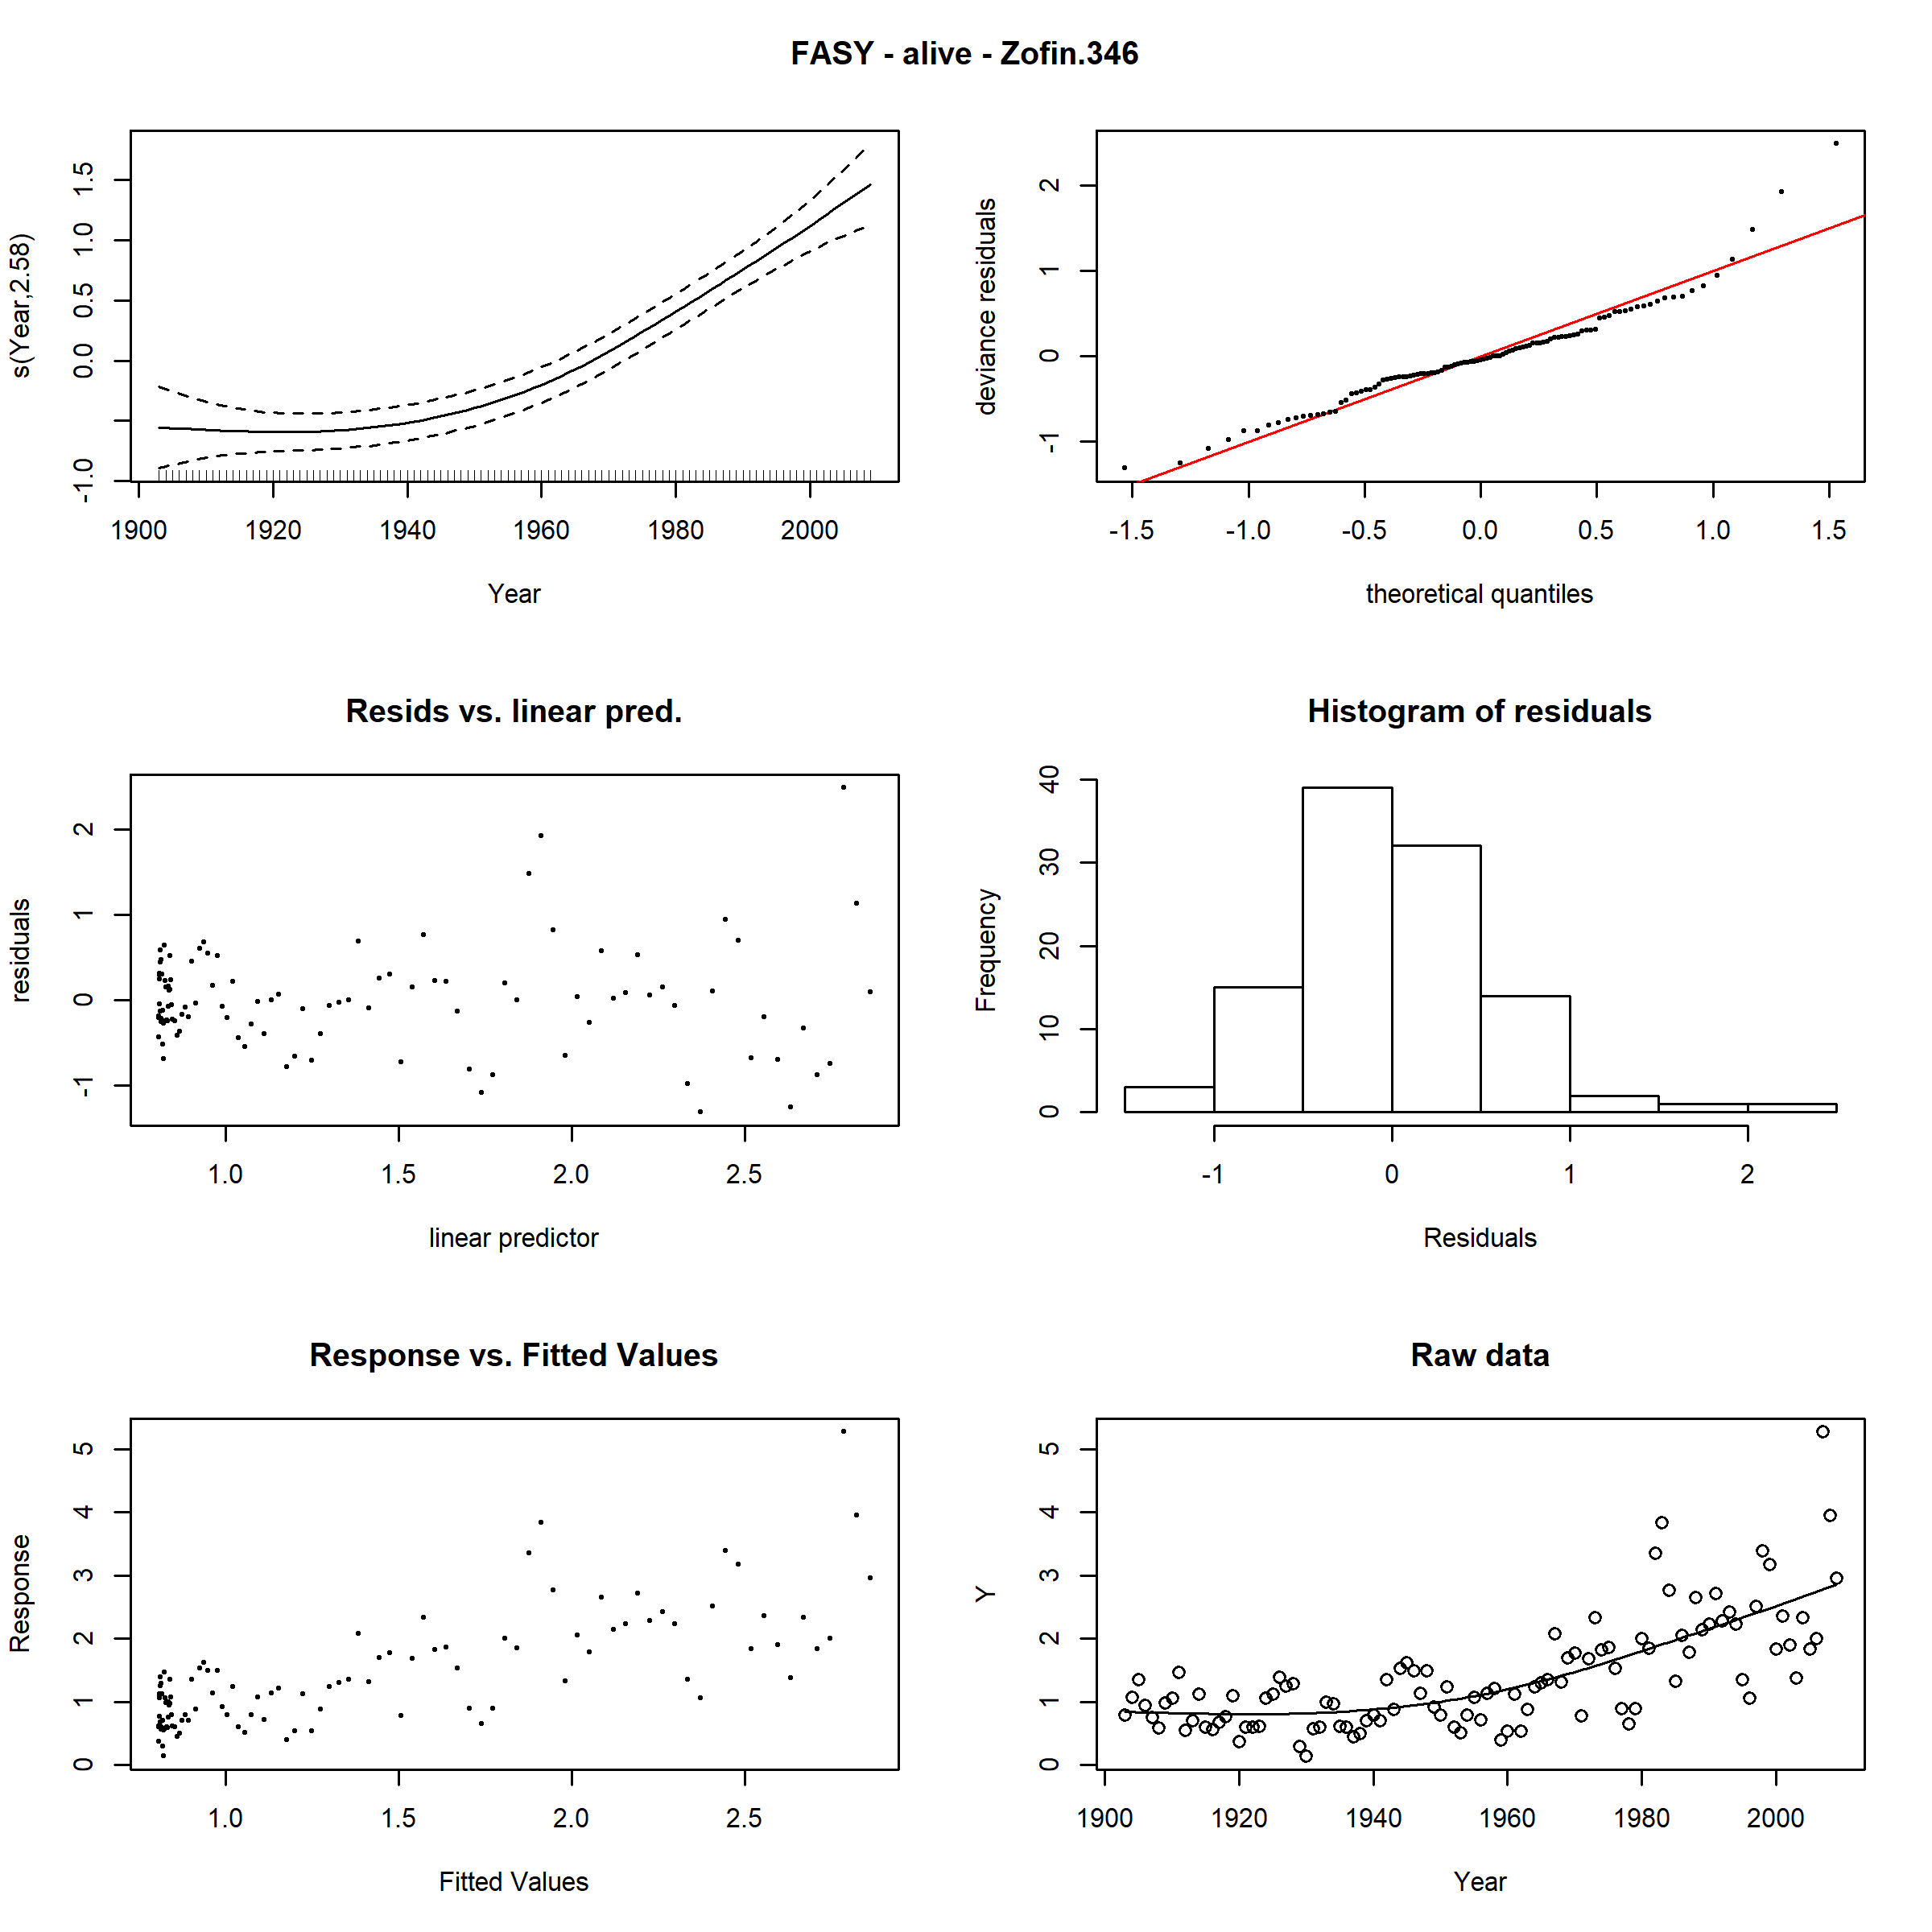 FASY - alive - Zofin.346
s(Year,2.58)
-1.0 0.0 0.5 1.0 1.5
1900 1920 1940 1960 1980 2000
Year
deviance residuals
-1 0 1 2
-1.5 -1.0 -0.5 0.0 0.5 1.0 1.5
theoretical quantiles
Resids vs. linear pred.
residuals
-1 0 1 2
1.0 1.5 2.0 2.5
linear predictor
Histogram of residuals
Frequency
0 10 20 30 40
-1 0 1 2
Residuals
Response vs. Fitted Values
Response
0 1 2 3 4 5
1.0 1.5 2.0 2.5
Fitted Values
Raw data
Y
0 1 2 3 4 5
1900 1920 1940 1960 1980 2000
Year